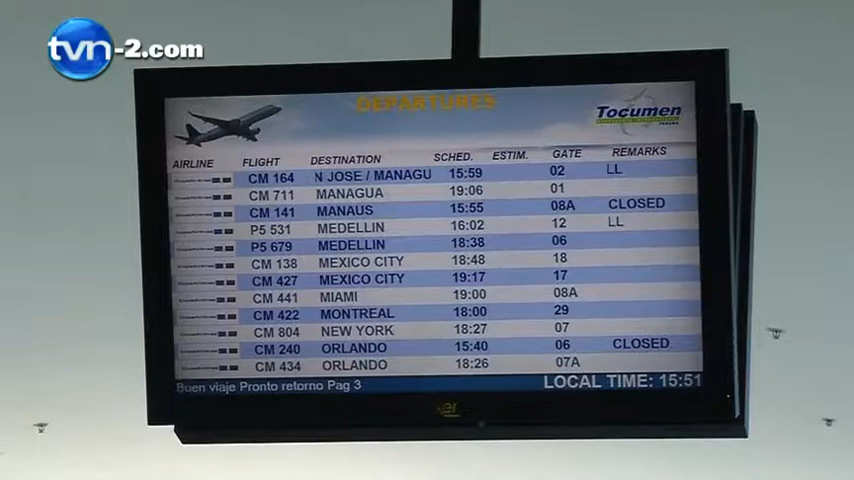 tvn-2.com
DEPARTURES
Tocumen
AIRLINE FLIGHT DESTINATION SCHED. ESTIM. GATE REMARKS
CM 164 N JOSE / MANAGU 15:59 02 LL
CM 711 MANAGUA 19:06 01
CM 141 MANAUS 15:55 08A CLOSED
P5 531 MEDELLIN 16:02 12 LL
P5 679 MEDELLIN 18:38 06
CM 138 MEXICO CITY 18:48 18
CM 427 MEXICO CITY 19:17 17
CM 441 MIAMI 19:00 08A
CM 422 MONTREAL 18:00 29
CM 804 NEW YORK 18:27 07
CM 240 ORLANDO 15:40 06 CLOSED
CM 434 ORLANDO 18:26 07A
Buen viaje Pronto retorno Pag 3 LOCAL TIME: 15:51